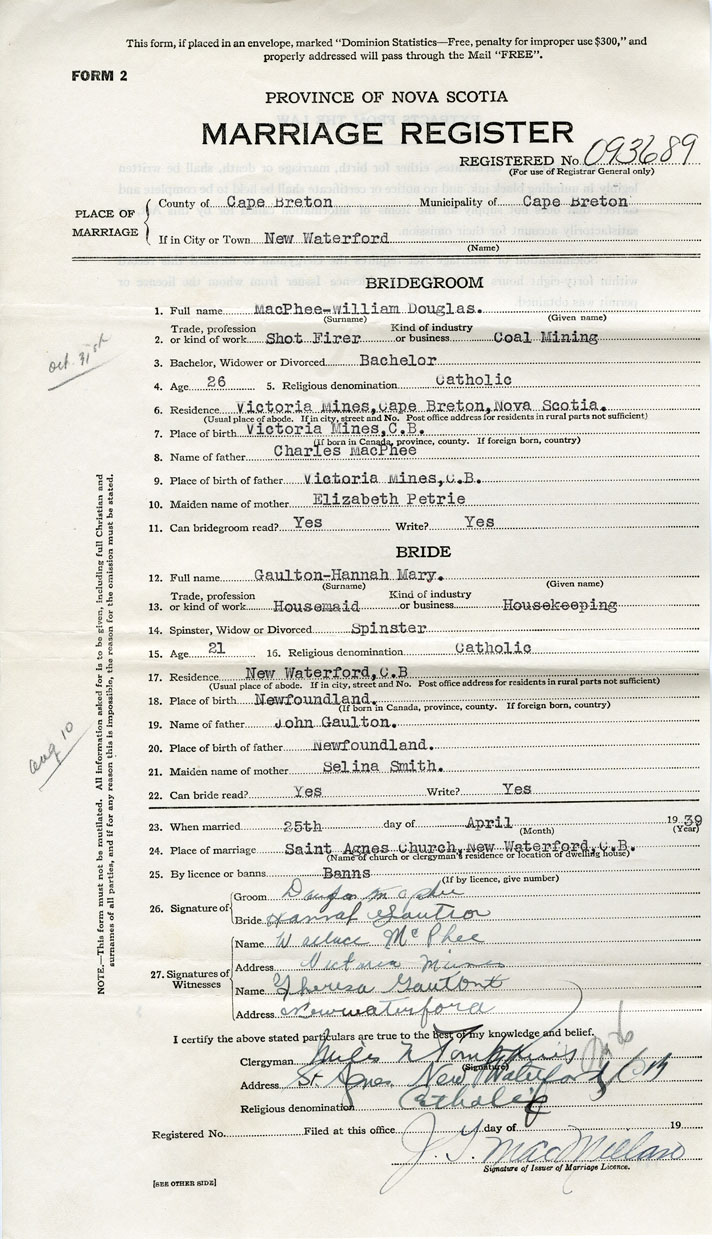 This form, if placed in an envelope, marked "Dominion Statistics—Free, penalty for improper use $300," and
properly addressed will pass through the Mail "FREE".
FORM 2
PROVINCE OF NOVA SCOTIA
MARRIAGE REGISTER
REGISTERED No. 093689
(For use of Registrar General only)
PLACE OF MARRIAGE
County of Cape Breton Municipality of Cape Breton
If in City or Town New Waterford
(Name)
BRIDEGROOM
1. Full name MacPhee-William Douglas.
(Surname) (Given name)
2. Trade, profession or kind of work Shot Firer Kind of industry or business Coal Mining
3. Bachelor, Widower or Divorced Bachelor
oct 31st
4. Age 26 5. Religious denomination Catholic
6. Residence Victoria Mines,Cape Breton,Nova Scotia.
(Usual place of abode. If in city, street and No. Post office address for residents in rural parts not sufficient)
7. Place of birth Victoria Mines,C.B.
(If born in Canada, province, county. If foreign born, country)
8. Name of father Charles MacPhee
9. Place of birth of father Victoria Mines,C.B.
10. Maiden name of mother Elizabeth Petrie
11. Can bridegroom read? Yes Write? Yes
BRIDE
12. Full name Gaulton-Hannah Mary.
(Surname) (Given name)
13. Trade, profession or kind of work Housemaid Kind of industry or business Housekeeping
14. Spinster, Widow or Divorced Spinster
15. Age 21 16. Religious denomination Catholic
17. Residence New Waterford,C.B
(Usual place of abode. If in city, street and No. Post office address for residents in rural parts not sufficient)
18. Place of birth Newfoundland.
(If born in Canada, province, county. If foreign born, country)
19. Name of father John Gaulton.
20. Place of birth of father Newfoundland.
21. Maiden name of mother Selina Smith.
aug 10
22. Can bride read? Yes Write? Yes
23. When married 25th day of April 1939
(Month) (Year)
24. Place of marriage Saint Agnes Church,New Waterford,C.B.
(Name of church or clergyman's residence or location of dwelling house)
25. By licence or banns Banns (If by licence, give number)
26. Signature of
Groom
Bride Hannah
27. Signatures of Witnesses
Name Wallace McPhee
Address Victoria Mines
Name Theresa
Address New waterford
I certify the above stated particulars are true to the best of my knowledge and belief.
Clergyman Miles N Tompkins
(Signature)
Address St. Agnes New Waterford
Religious denomination Catholic
Registered No. Filed at this office day of 19
J. J. MacMillan
Signature of Issuer of Marriage Licence.
[SEE OTHER SIDE]
NOTE.—This form must not be mutilated. All information asked for is to be given, including full Christian and
surnames of all parties, and if for any reason this is impossible, the reason for the omission must be stated.